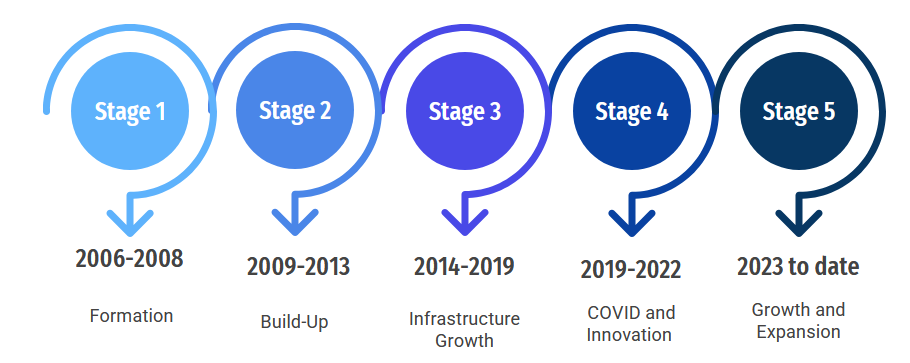 Stage 1
Stage 2
Stage 3
Stage 4
Stage 5
2006-2008
2009-2013
2014-2019
2019-2022
2023 to date
Formation
Build-Up
Infrastructure
Growth
COVID and
Innovation
Growth and
Expansion